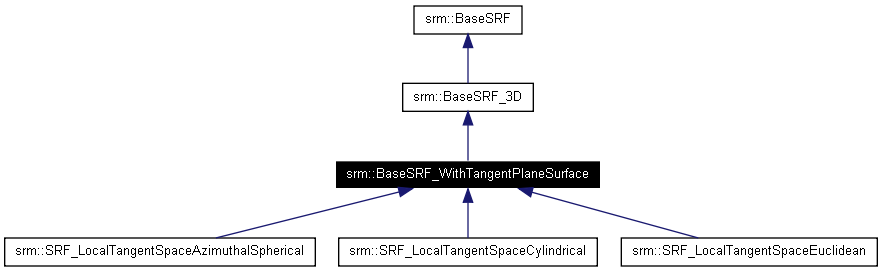 srm::BaseSRF
srm::BaseSRF_3D
srm::BaseSRF_WithTangentPlaneSurface
srm::SRF_LocalTangentSpaceAzimuthalSpherical
srm::SRF_LocalTangentSpaceCylindrical
srm::SRF_LocalTangentSpaceEuclidean